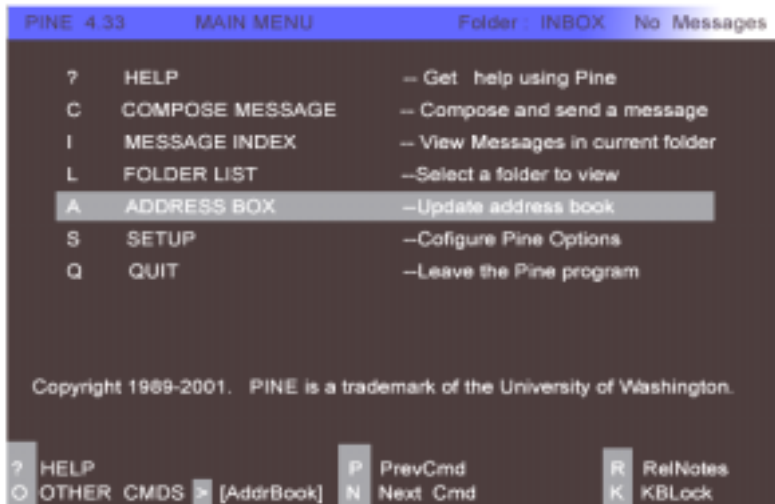 PINE 4.33 MAIN MENU Folder : INBOX No Messages
? HELP -- Get help using Pine
C COMPOSE MESSAGE -- Compose and send a message
I MESSAGE INDEX -- View Messages in current folder
L FOLDER LIST --Select a folder to view
A ADDRESS BOX --Update address book
S SETUP --Cofigure Pine Options
Q QUIT --Leave the Pine program
Copyright 1989-2001. PINE is a trademark of the University of Washington.
? HELP P PrevCmd R RelNotes
O OTHER CMDS > [AddrBook] N Next Cmd K KBLock